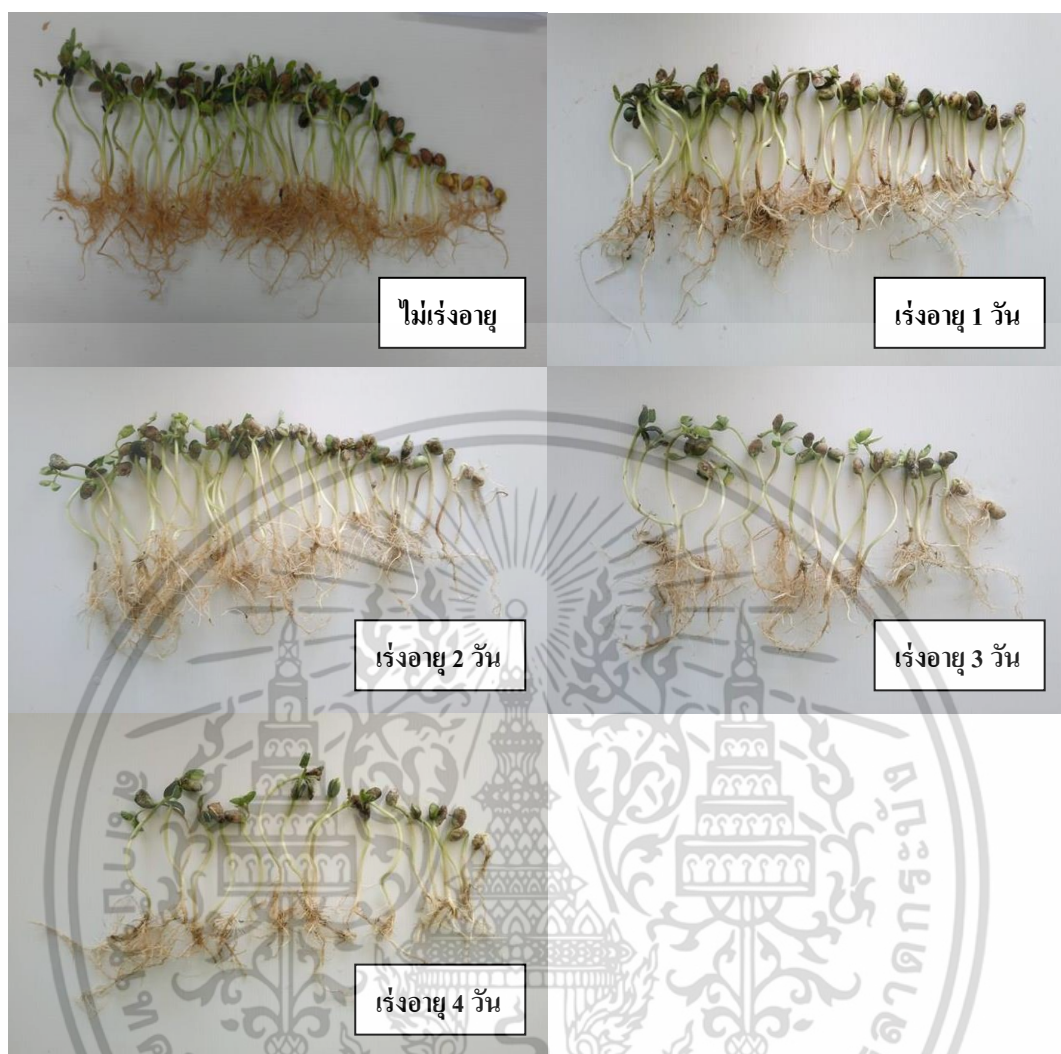 ไม่เร่งอายุ
เร่งอายุ 1 วัน
เร่งอายุ 2 วัน
เร่งอายุ 3 วัน
เร่งอายุ 4 วัน